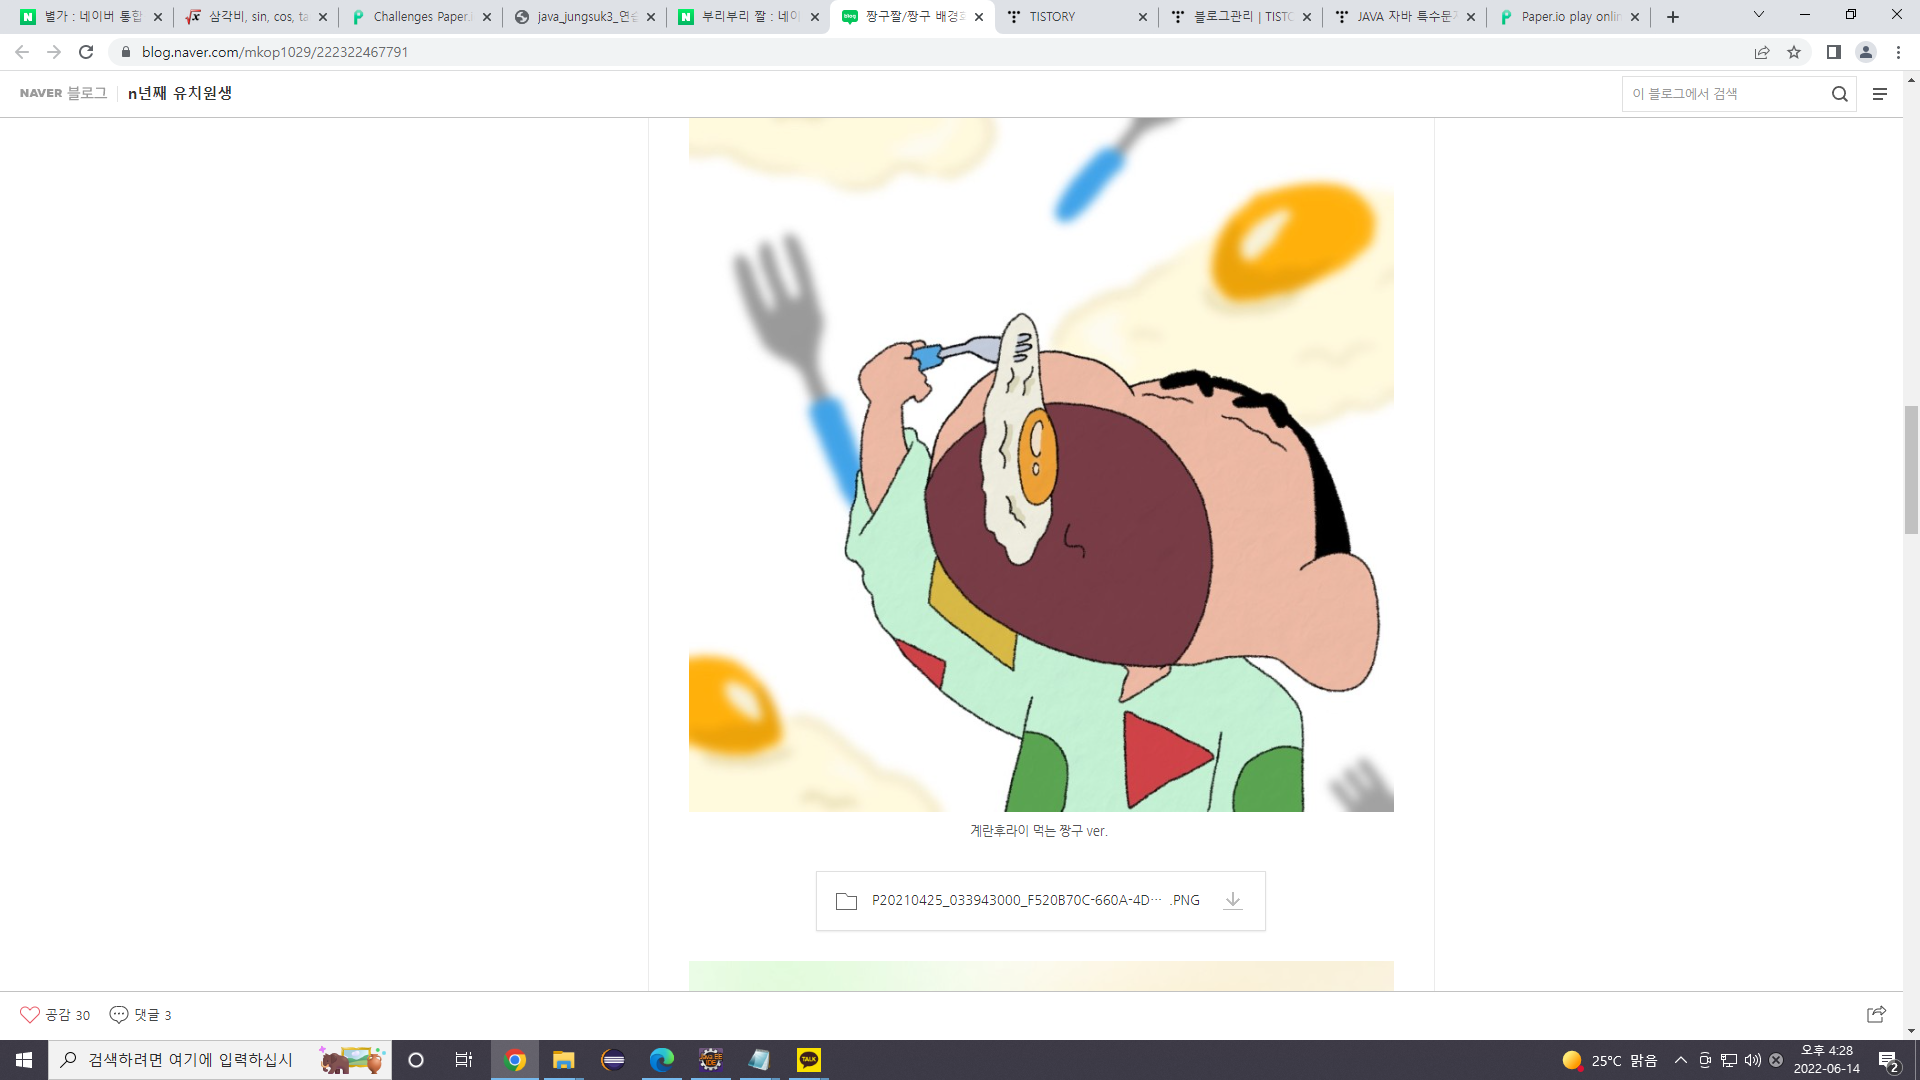 별가 : 네이버 통합
삼각비, sin, cos, ta
Challenges Paper.i
java_jungsuk3_연습
부리부리 짤 : 네이
짱구짤/짱구 배경화
TISTORY
블로그관리 | TISTO
JAVA 자바 특수문자
Paper.io play onlin
blog.naver.com/mkop1029/222322467791
NAVER 블로그
n년째 유치원생
이 블로그에서 검색
계란후라이 먹는 짱구 ver.
P20210425_033943000_F520B70C-660A-4D··· .PNG
공감 30
댓글 3
검색하려면 여기에 입력하십시
TALK
25°C 맑음
오후 4:28
2022-06-14
2